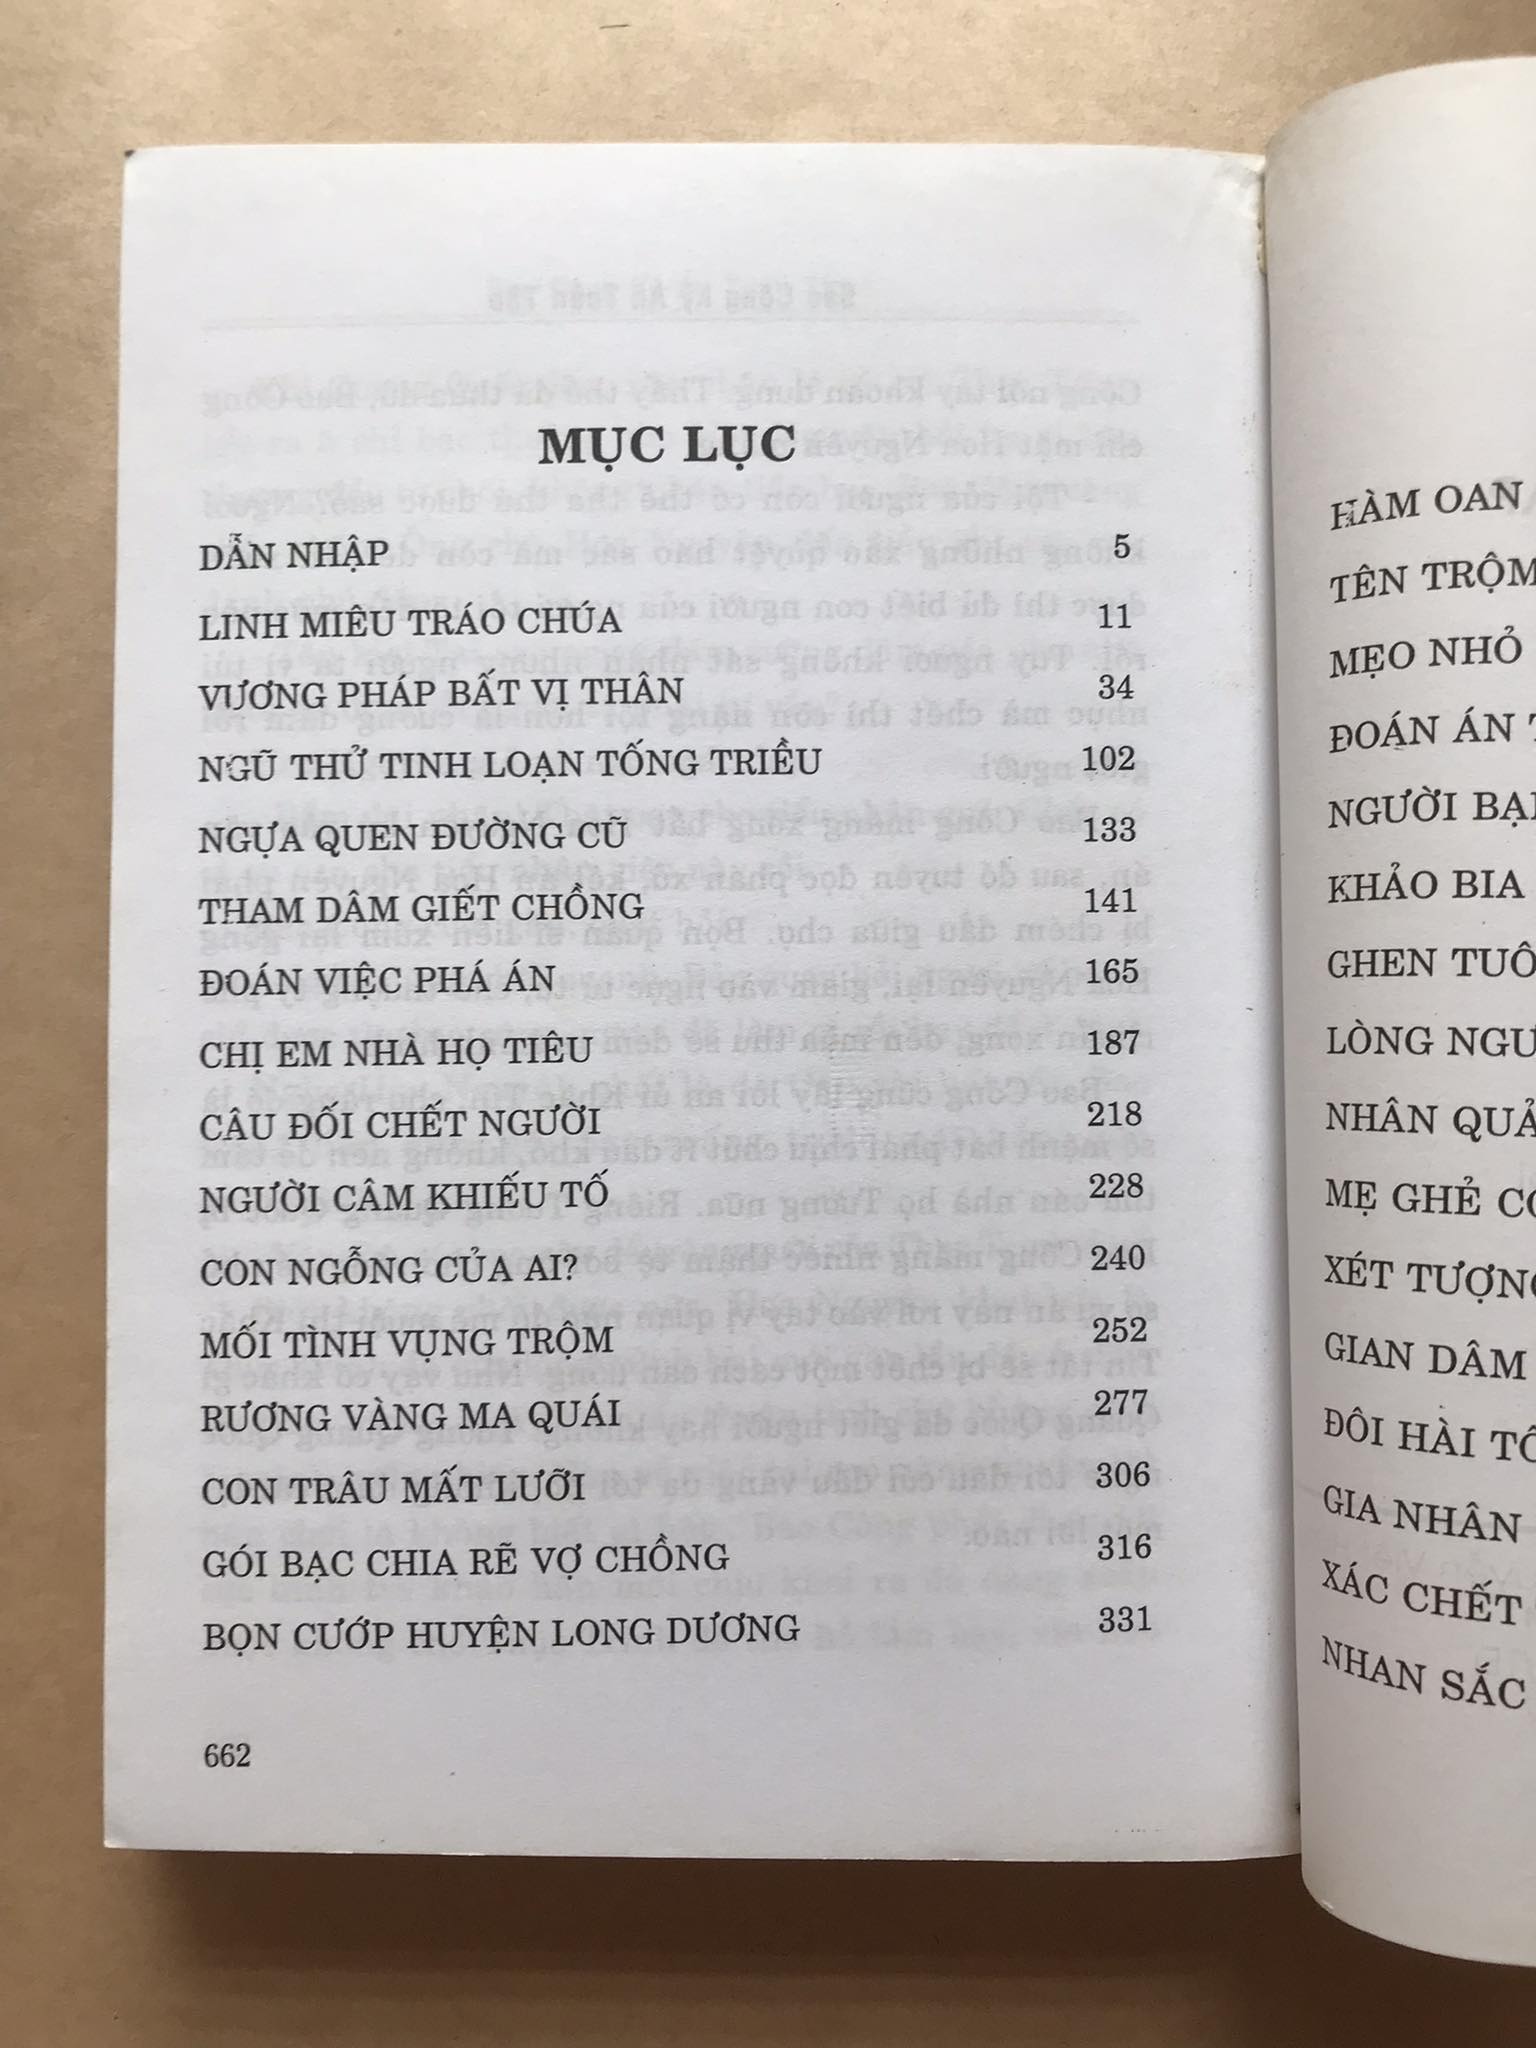 MỤC LỤC
DẪN NHẬP 5
LINH MIÊU TRÁO CHÚA 11
VƯƠNG PHÁP BẤT VỊ THÂN 34
NGŨ THỬ TINH LOẠN TỐNG TRIỀU 102
NGỰA QUEN ĐƯỜNG CŨ 133
THAM DÂM GIẾT CHỒNG 141
ĐOÁN VIỆC PHÁ ÁN 165
CHỊ EM NHÀ HỌ TIÊU 187
CÂU ĐỐI CHẾT NGƯỜI 218
NGƯỜI CÂM KHIẾU TỐ 228
CON NGỖNG CỦA AI? 240
MỐI TÌNH VỤNG TRỘM 252
RƯƠNG VÀNG MA QUÁI 277
CON TRÂU MẤT LƯỠI 306
GÓI BẠC CHIA RẼ VỢ CHỒNG 316
BỌN CƯỚP HUYỆN LONG DƯƠNG 331
662
HÀM OAN
TÊN TRỘM
MẸO NHỎ
ĐOÁN ÁN
NGƯỜI
KHẢO BIA
GHEN
LÒNG
NHÂN QUẢ
MẸ GHẺ
XÉT TƯỢNG
GIAN DÂM
ĐÔI HÀI
GIA NHÂN
XÁC CHẾT
NHAN SẮC